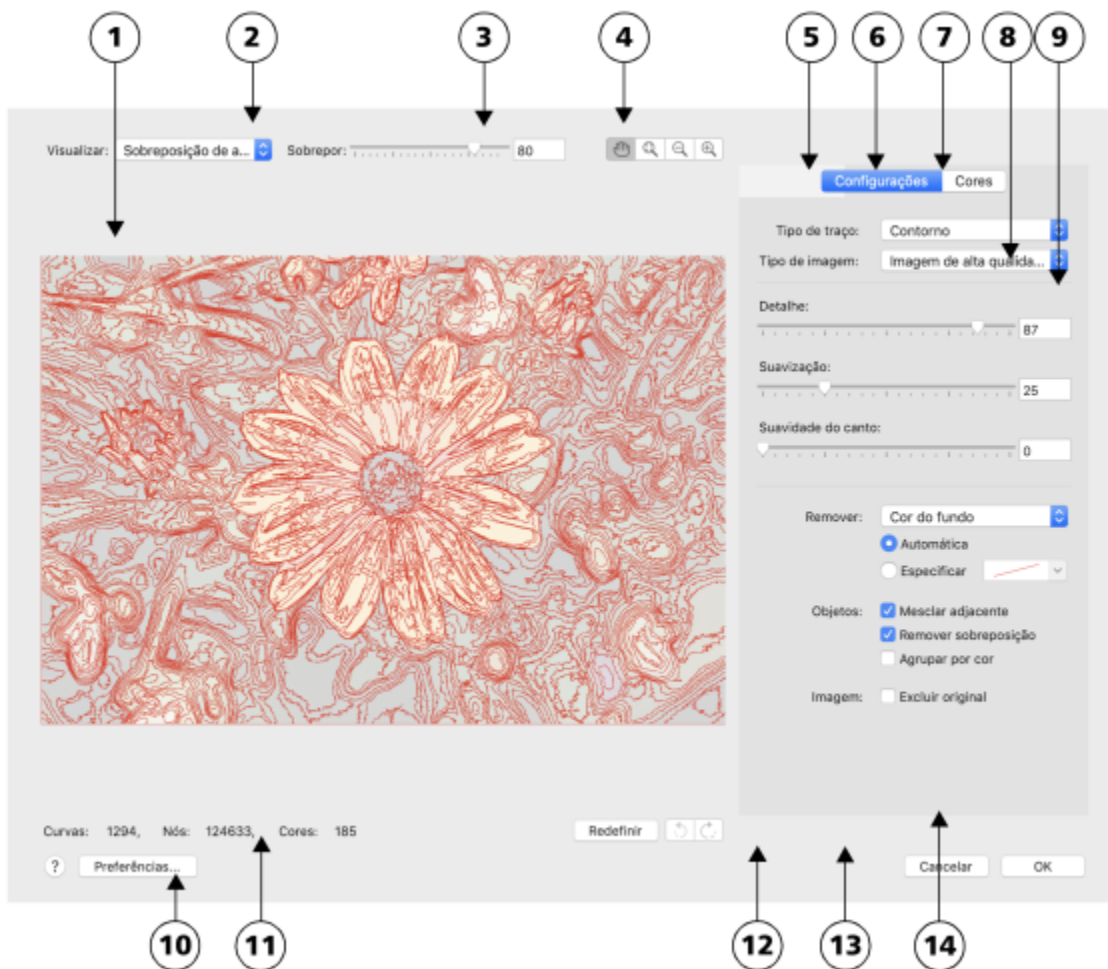 1 2 3 4 5 6 7 8 9
Visualizar: Sobreposição de a... Sobrepor: 80
Configurações Cores
Tipo de traço: Contorno
Tipo de imagem: Imagem de alta qualida...
Detalhe:
87
Suavização:
25
Suavidade do canto:
0
Remover: Cor do fundo
Automática
Especificar
Objetos: Mesclar adjacente
Remover sobreposição
Agrupar por cor
Imagem: Excluir original
Curvas: 1294, Nós: 124633, Cores: 185 Redefinir
? Preferências... Cancelar OK
10 11 12 13 14